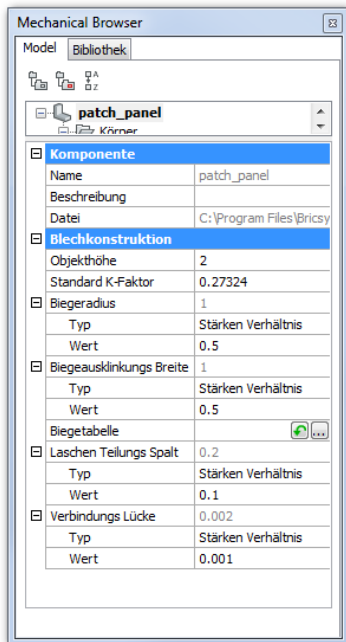 Mechanical Browser
Model Bibliothek
patch_panel
Körper
Komponente
Name patch_panel
Beschreibung
Datei C:\Program Files\Bricsy
Blechkonstruktion
Objekthöhe 2
Standard K-Faktor 0.27324
Biegeradius 1
Typ Stärken Verhältnis
Wert 0.5
Biegeausklinkungs Breite 1
Typ Stärken Verhältnis
Wert 0.5
Biegetabelle ...
Laschen Teilungs Spalt 0.2
Typ Stärken Verhältnis
Wert 0.1
Verbindungs Lücke 0.002
Typ Stärken Verhältnis
Wert 0.001